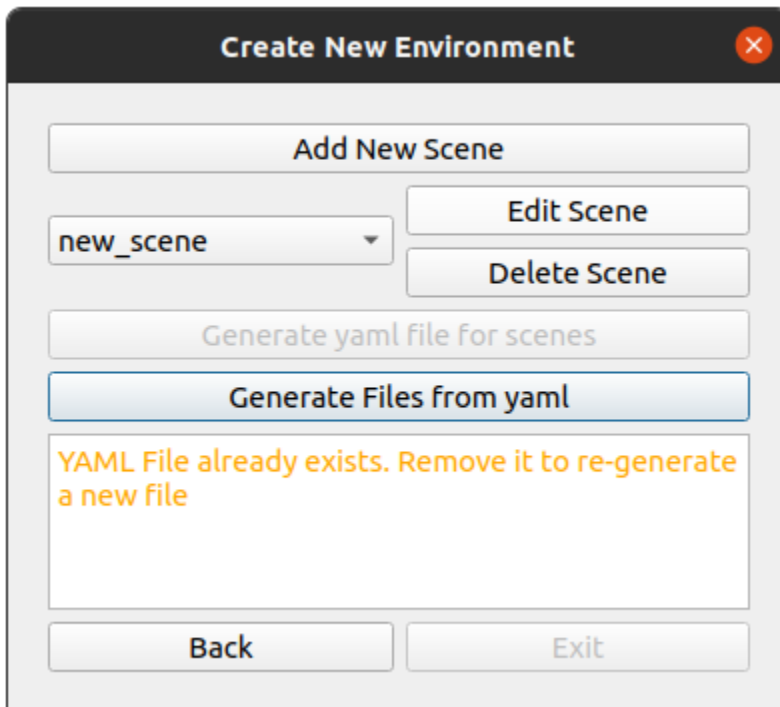 Create New Environment
Add New Scene
new_scene
Edit Scene
Delete Scene
Generate yaml file for scenes
Generate Files from yaml
YAML File already exists. Remove it to re-generate
a new file
Back
Exit